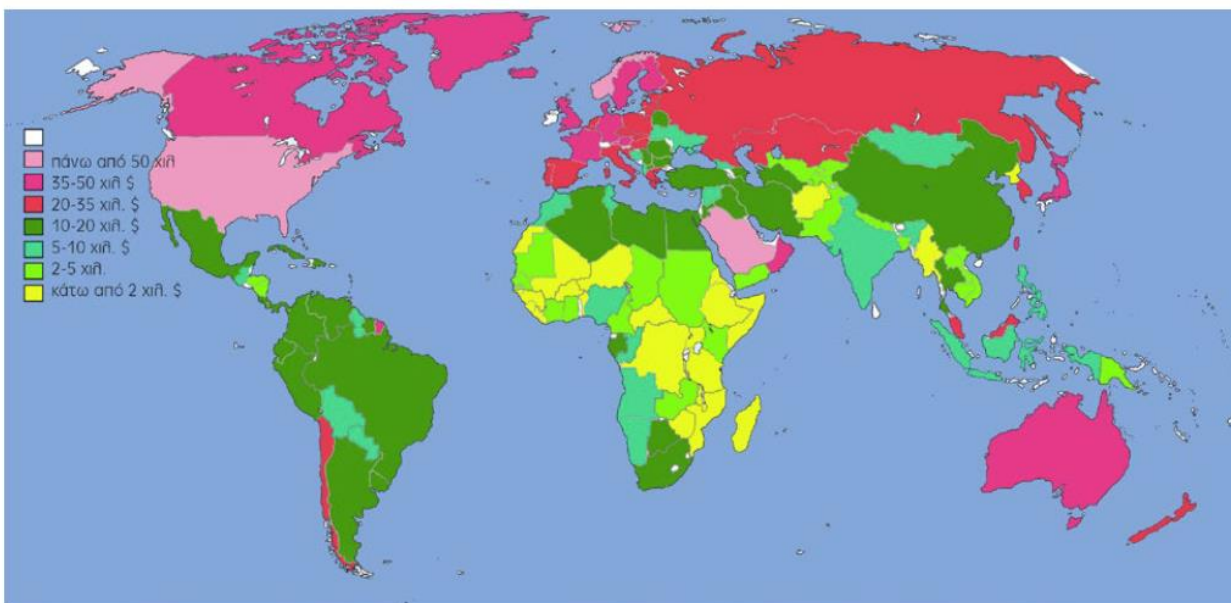 πάνω από 50 χιλ
35-50 χιλ $
20-35 χιλ. $
10-20 χιλ. $
5-10 χιλ. $
2-5 χιλ.
κάτω από 2 χιλ. $